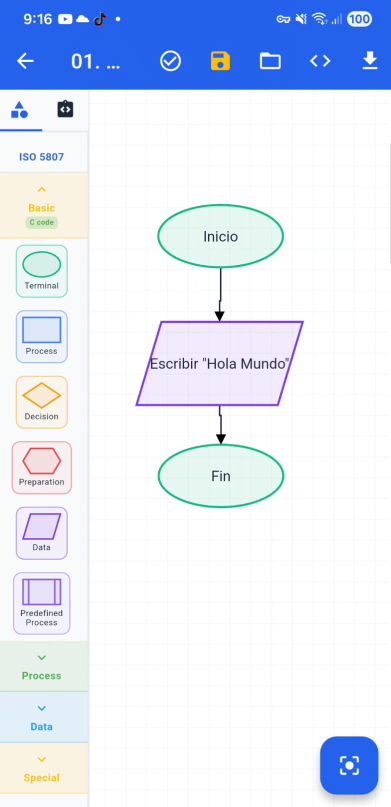 9:16
100
01. ...
ISO 5807
Basic
C code
Terminal
Process
Decision
Preparation
Data
Predefined
Process
Process
Data
Special
Inicio
Escribir "Hola Mundo"
Fin